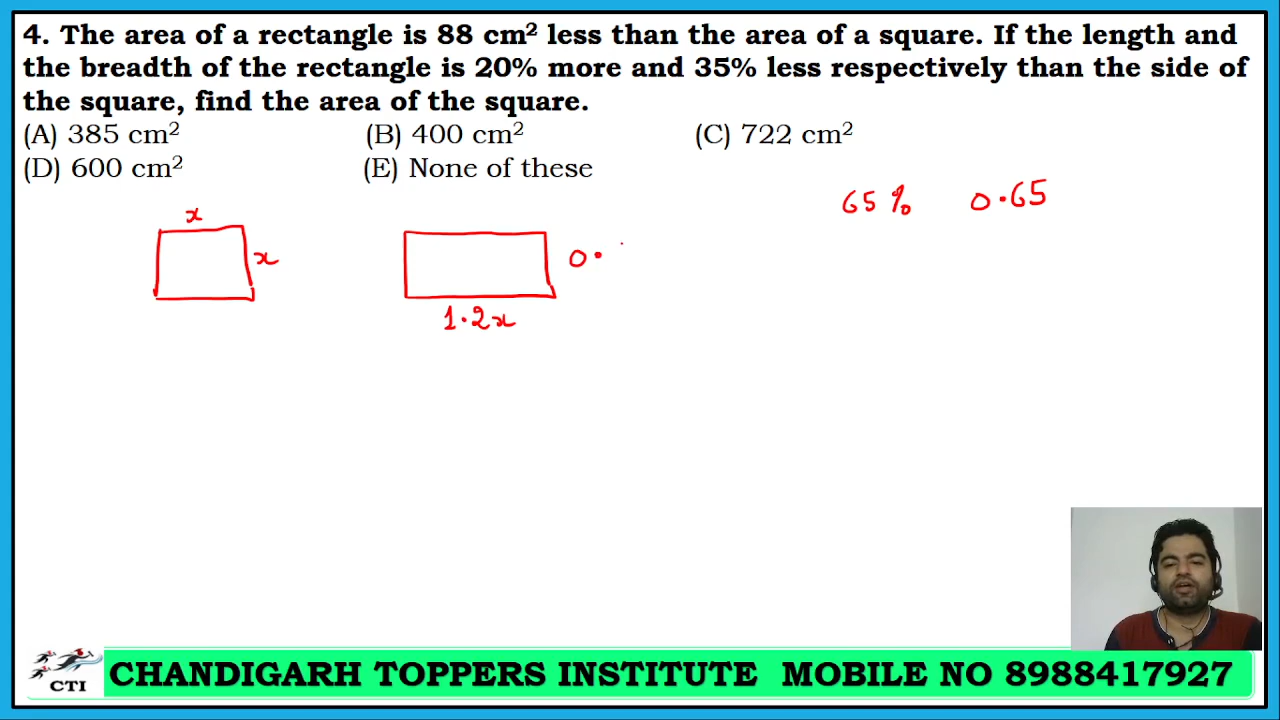 4. The area of a rectangle is 88 cm² less than the area of a square. If the length and
the breadth of the rectangle is 20% more and 35% less respectively than the side of
the square, find the area of the square.
(A) 385 cm² (B) 400 cm² (C) 722 cm²
(D) 600 cm² (E) None of these
65% 0.65
x
x 0.
1.2x
CTI
CHANDIGARH TOPPERS INSTITUTE MOBILE NO 8988417927